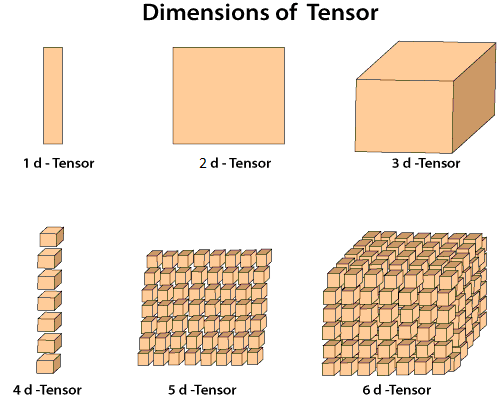 Dimensions of Tensor
1 d - Tensor
2 d - Tensor
3 d -Tensor
4 d -Tensor
5 d -Tensor
6 d -Tensor